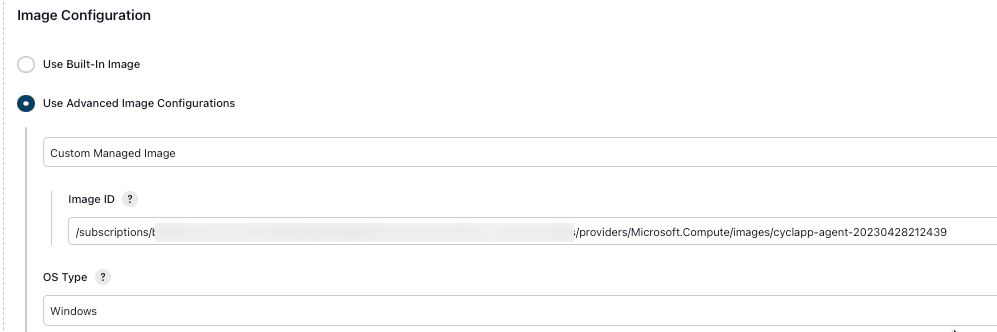 Image Configuration
Use Built-In Image
Use Advanced Image Configurations
Custom Managed Image
Image ID ?
/subscriptions/ /providers/Microsoft.Compute/images/cyclapp-agent-20230428212439
OS Type ?
Windows